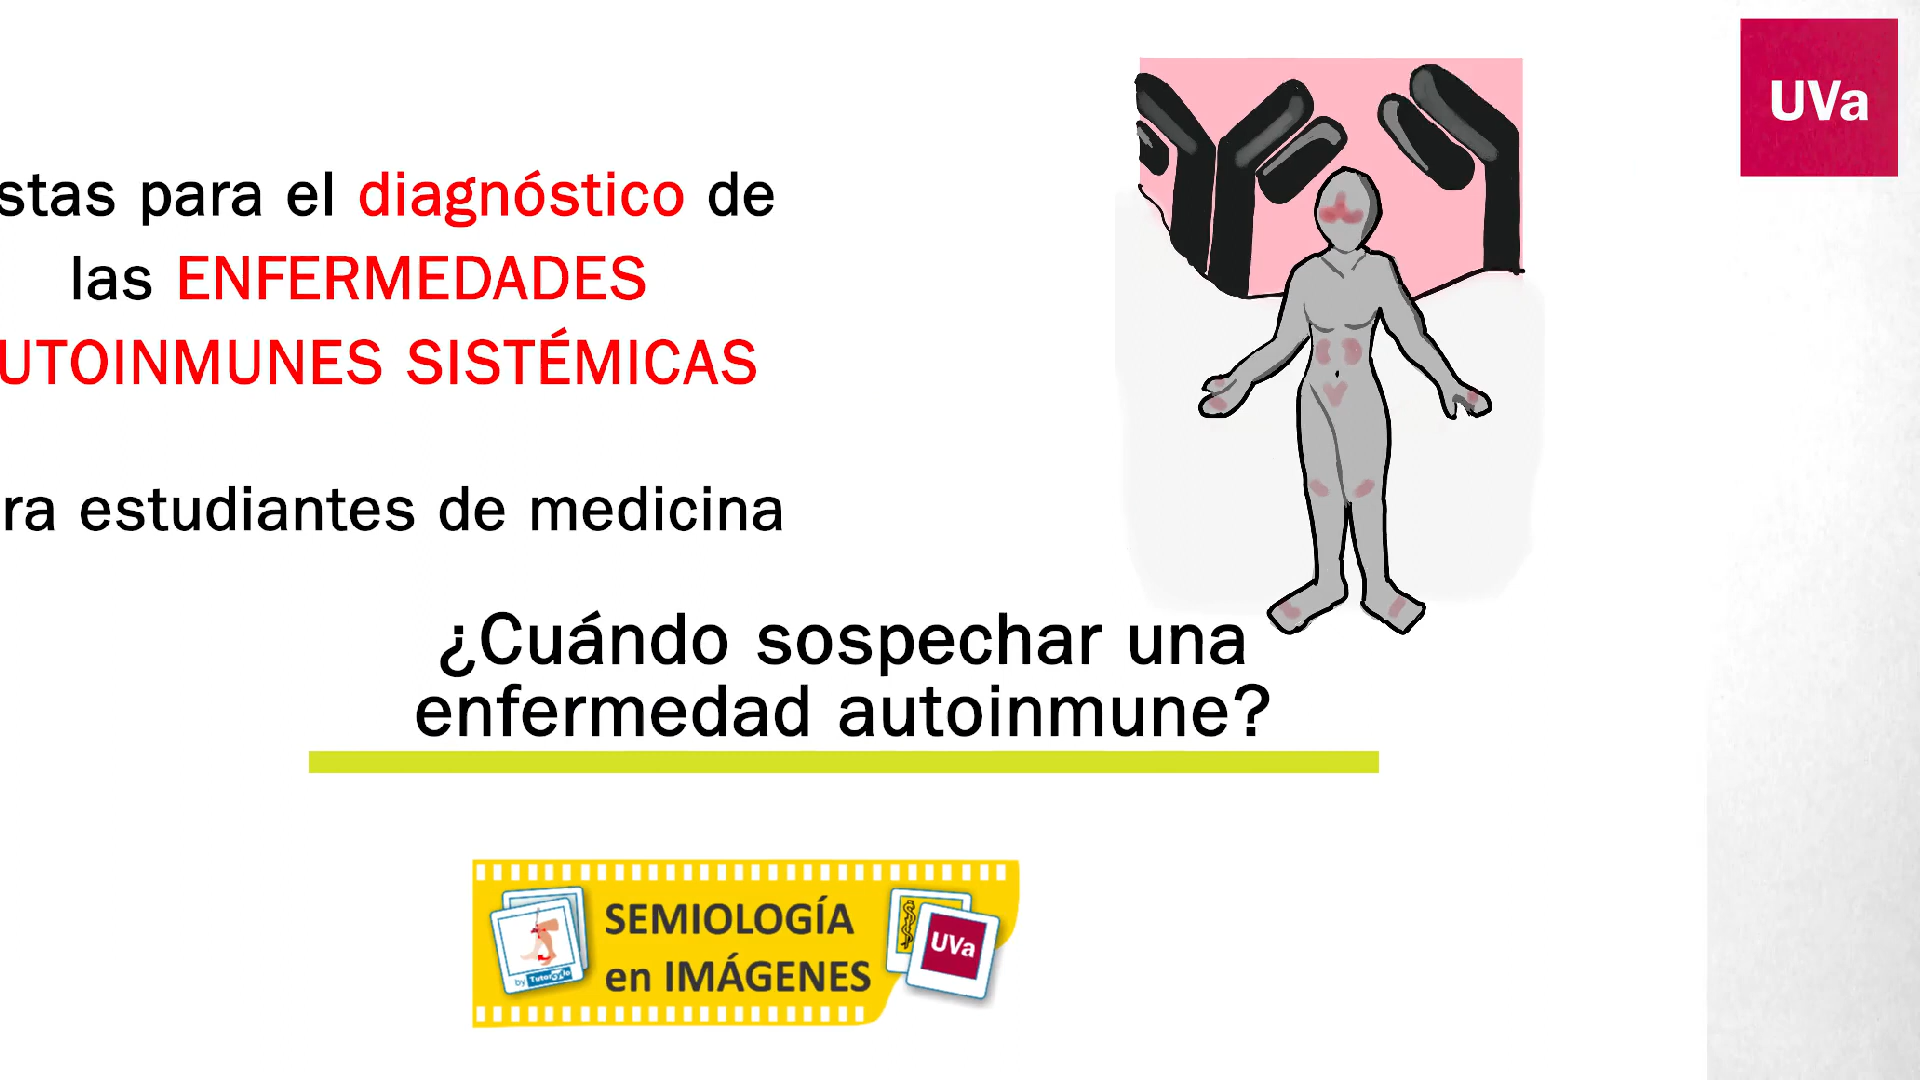 stas para el diagnóstico de
las ENFERMEDADES
UTOINMUNES SISTÉMICAS
ra estudiantes de medicina
¿Cuándo sospechar una
enfermedad autoinmune?
SEMIOLOGÍA
en IMÁGENES
by
UVa
UVa